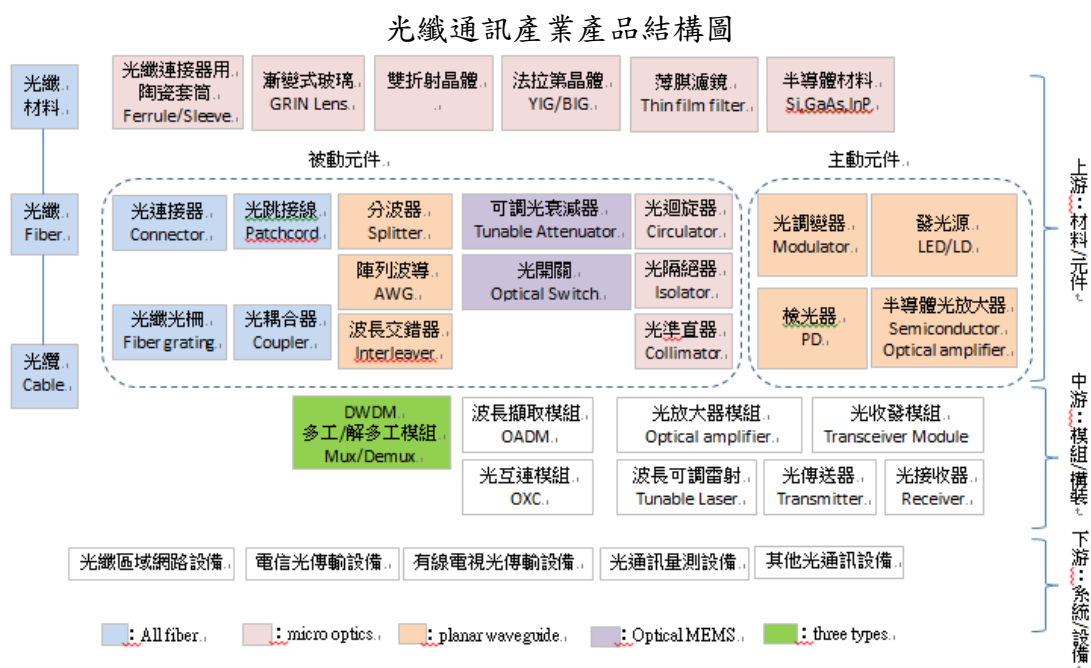 光纖通訊產業產品結構圖
光纖
材料
光纖連接器用
陶瓷套筒
Ferrule/Sleeve
漸變式玻璃
GRIN Lens
雙折射晶體
法拉第晶體
YIG/BIG
薄膜濾鏡
Thin film filter
半導體材料
Si,GaAs,InP
被動元件
主動元件
光纖
Fiber
光連接器
Connector
光跳接線
Patchcord
分波器
Splitter
可調光衰減器
Tunable Attenuator
光迴旋器
Circulator
光調變器
Modulator
發光源
LED/LD
陣列波導
AWG
光開關
Optical Switch
光隔絕器
Isolator
光纖光柵
Fiber grating
光耦合器
Coupler
波長交錯器
Interleaver
光準直器
Collimator
檢光器
PD
半導體光放大器
Semiconductor
Optical amplifier
光纜
Cable
上游：材料/元件
DWDM
多工/解多工模組
Mux/Demux
波長擷取模組
OADM
光放大器模組
Optical amplifier
光收發模組
Transceiver Module
光互連模組
OXC
波長可調雷射
Tunable Laser
光傳送器
Transmitter
光接收器
Receiver
中游：模組/構裝
光纖區域網路設備
電信光傳輸設備
有線電視光傳輸設備
光通訊量測設備
其他光通訊設備
下游：系統/設備
：All fiber
：micro optics
：planar waveguide
：Optical MEMS
：three types